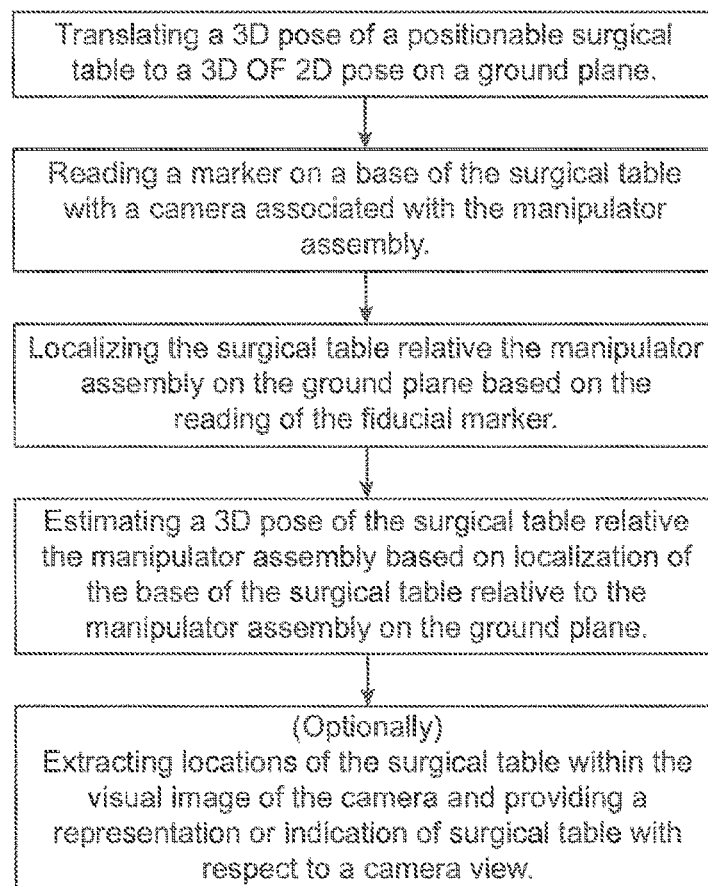 Translating a 3D pose of a positionable surgical
table to a 3D OF 2D pose on a ground plane.
Reading a marker on a base of the surgical table
with a camera associated with the manipulator
assembly.
Localizing the surgical table relative the manipulator
assembly on the ground plane based on the
reading of the fiducial marker.
Estimating a 3D pose of the surgical table relative
the manipulator assembly based on localization of
the base of the surgical table relative to the
manipulator assembly on the ground plane.
(Optionally)
Extracting locations of the surgical table within the
visual image of the camera and providing a
representation or indication of surgical table with
respect to a camera view.